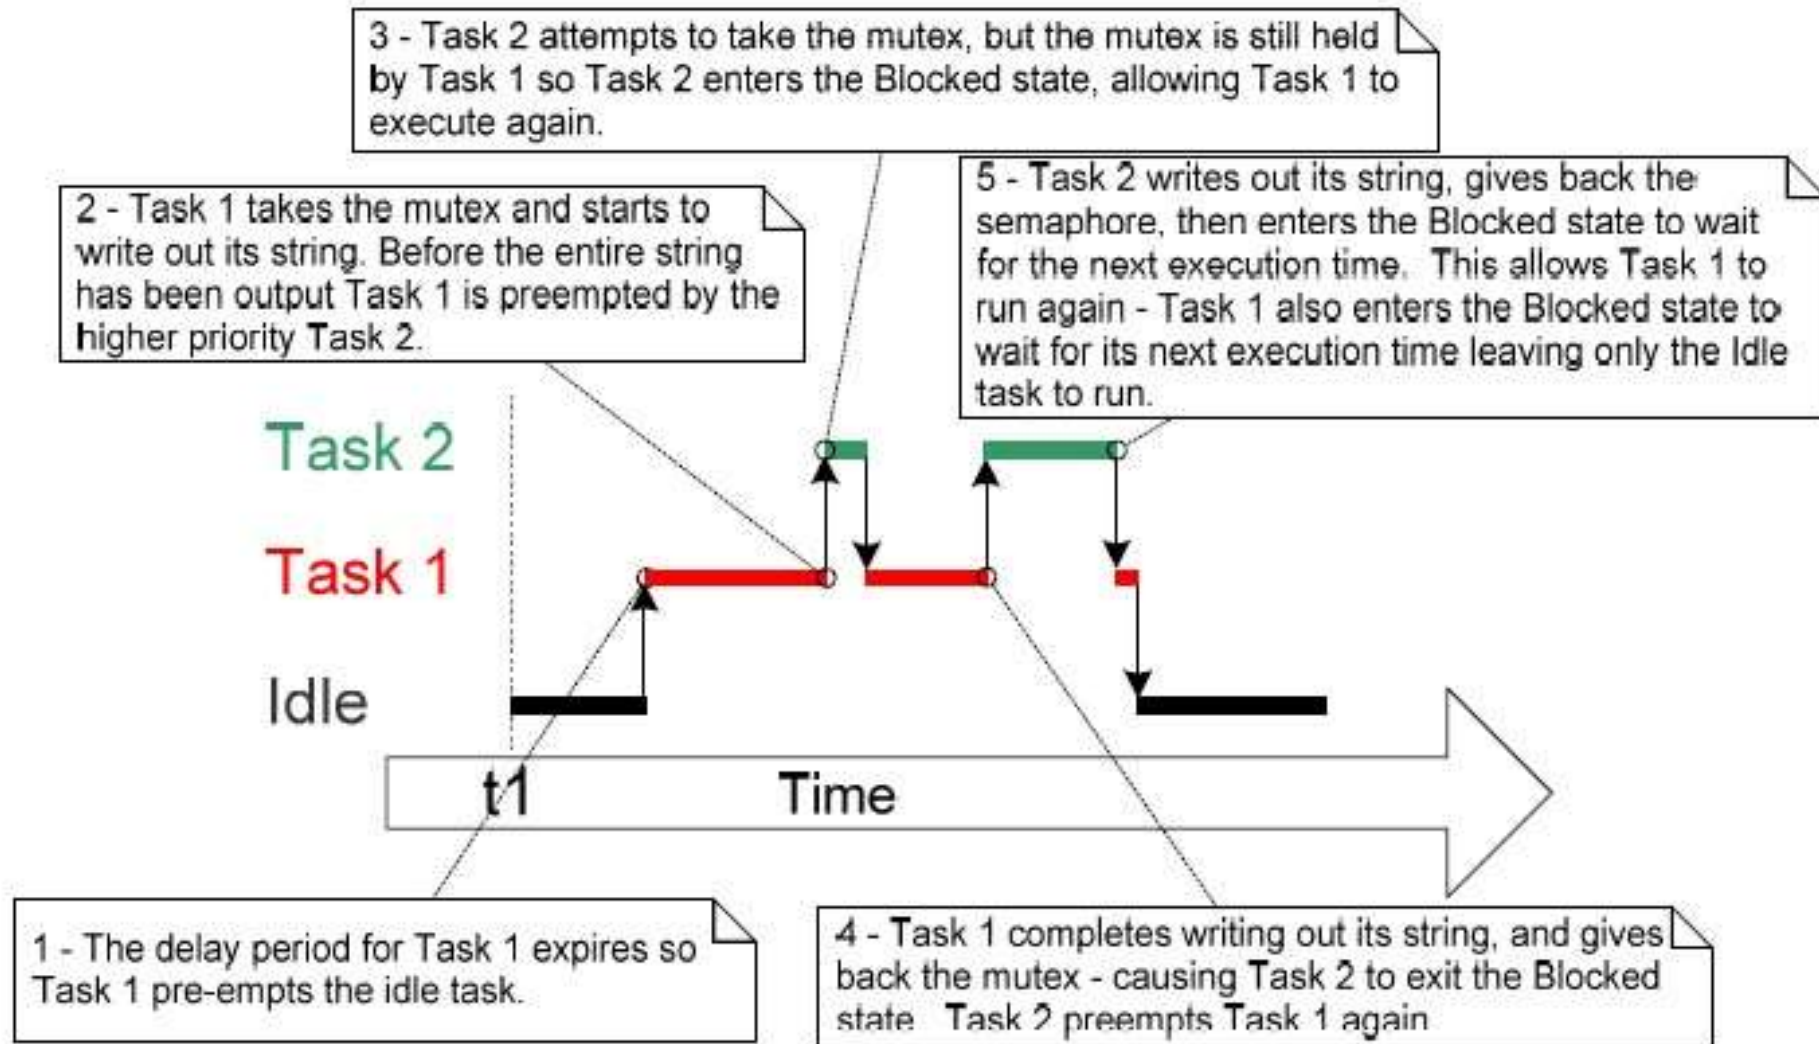 3 - Task 2 attempts to take the mutex, but the mutex is still held
by Task 1 so Task 2 enters the Blocked state, allowing Task 1 to
execute again.
2 - Task 1 takes the mutex and starts to
write out its string. Before the entire string
has been output Task 1 is preempted by the
higher priority Task 2.
5 - Task 2 writes out its string, gives back the
semaphore, then enters the Blocked state to wait
for the next execution time. This allows Task 1 to
run again - Task 1 also enters the Blocked state to
wait for its next execution time leaving only the Idle
task to run.
Task 2
Task 1
Idle
t1
Time
1 - The delay period for Task 1 expires so
Task 1 pre-empts the idle task.
4 - Task 1 completes writing out its string, and gives
back the mutex - causing Task 2 to exit the Blocked
state. Task 2 preempts Task 1 again